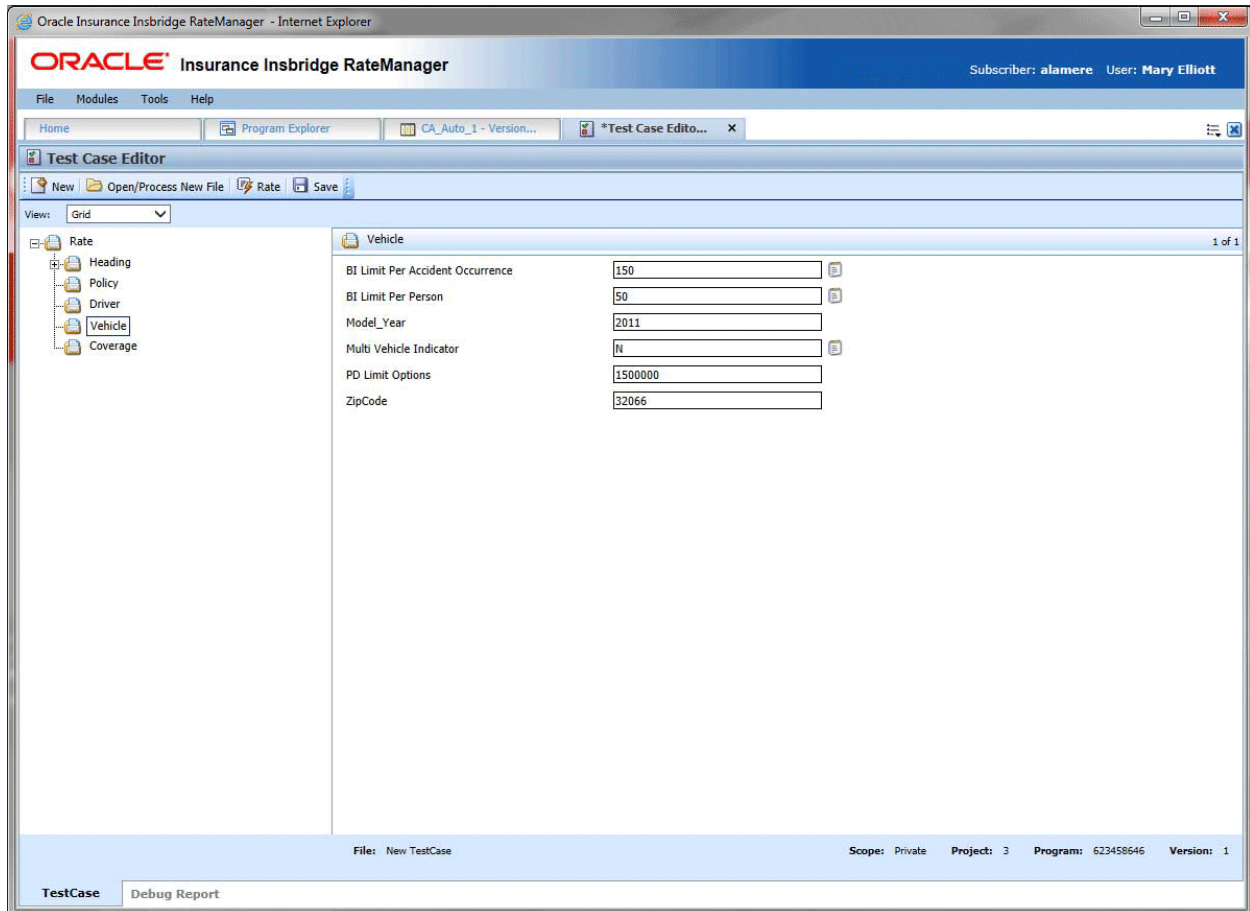 Oracle Insurance Insbridge RateManager - Internet Explorer
ORACLE® Insurance Insbridge RateManager
Subscriber: alamere User: Mary Elliott
File Modules Tools Help
Home Program Explorer CA_Auto_1 - Version... *Test Case Edito... x
Test Case Editor
New Open/Process New File Rate Save
View: Grid
Rate
Heading
Policy
Driver
Vehicle
Coverage
Vehicle 1 of 1
BI Limit Per Accident Occurrence 150
BI Limit Per Person 50
Model_Year 2011
Multi Vehicle Indicator N
PD Limit Options 1500000
ZipCode 32066
File: New TestCase Scope: Private Project: 3 Program: 623458646 Version: 1
TestCase Debug Report